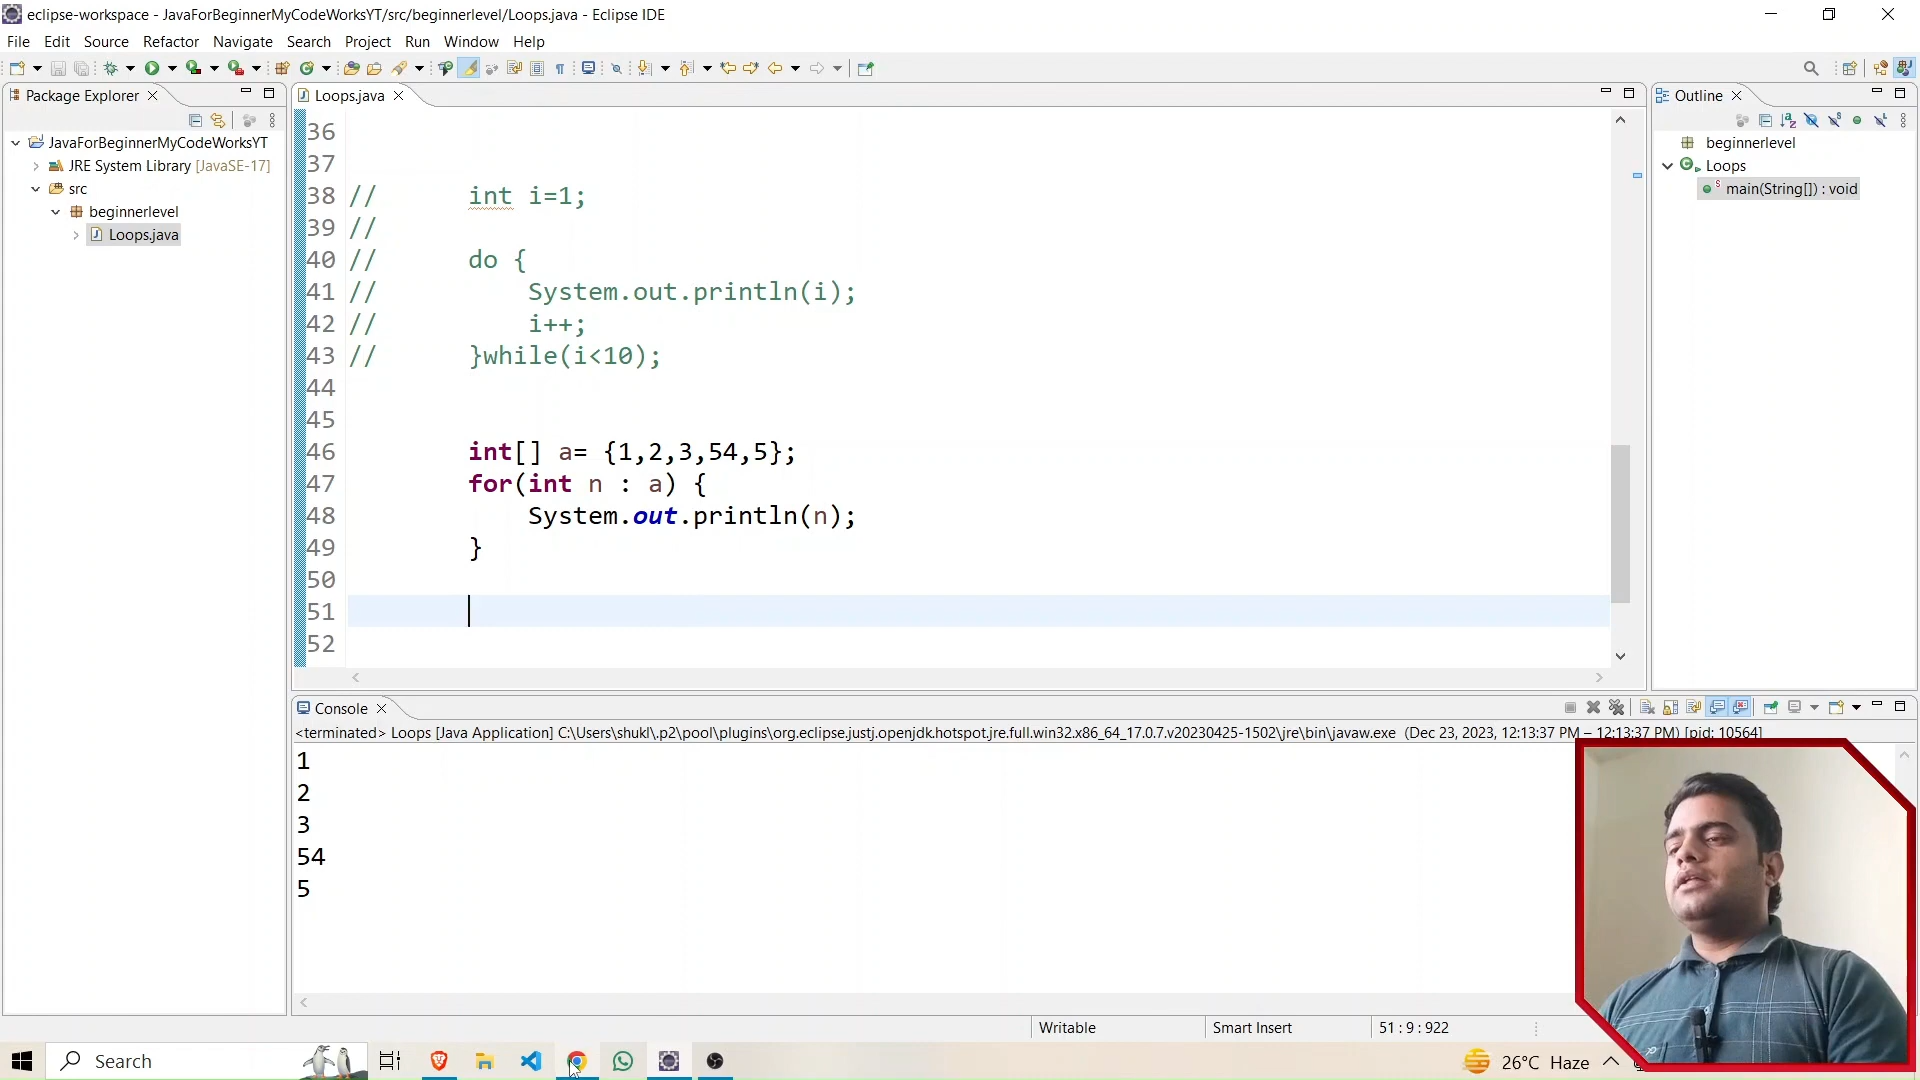 eclipse-workspace - JavaForBeginnerMyCodeWorksYT/src/beginnerlevel/Loops.java - Eclipse IDE
File Edit Source Refactor Navigate Search Project Run Window Help
Package Explorer
JavaForBeginnerMyCodeWorksYT
JRE System Library [JavaSE-17]
src
beginnerlevel
Loops.java
Loops.java
36
37
38 // int i=1;
39 //
40 // do {
41 // System.out.println(i);
42 // i++;
43 // }while(i<10);
44
45
46 int[] a= {1,2,3,54,5};
47 for(int n : a) {
48 System.out.println(n);
49 }
50
51
52
Outline
beginnerlevel
Loops
main(String[]) : void
Console
<terminated> Loops [Java Application] C:\Users\shukl\.p2\pool\plugins\org.eclipse.justj.openjdk.hotspot.jre.full.win32.x86_64_17.0.7.v20230425-1502\jre\bin\javaw.exe (Dec 23, 2023, 12:13:37 PM – 12:13:37 PM) [pid: 10564]
1
2
3
54
5
Writable Smart Insert 51 : 9 : 922
Search 26°C Haze